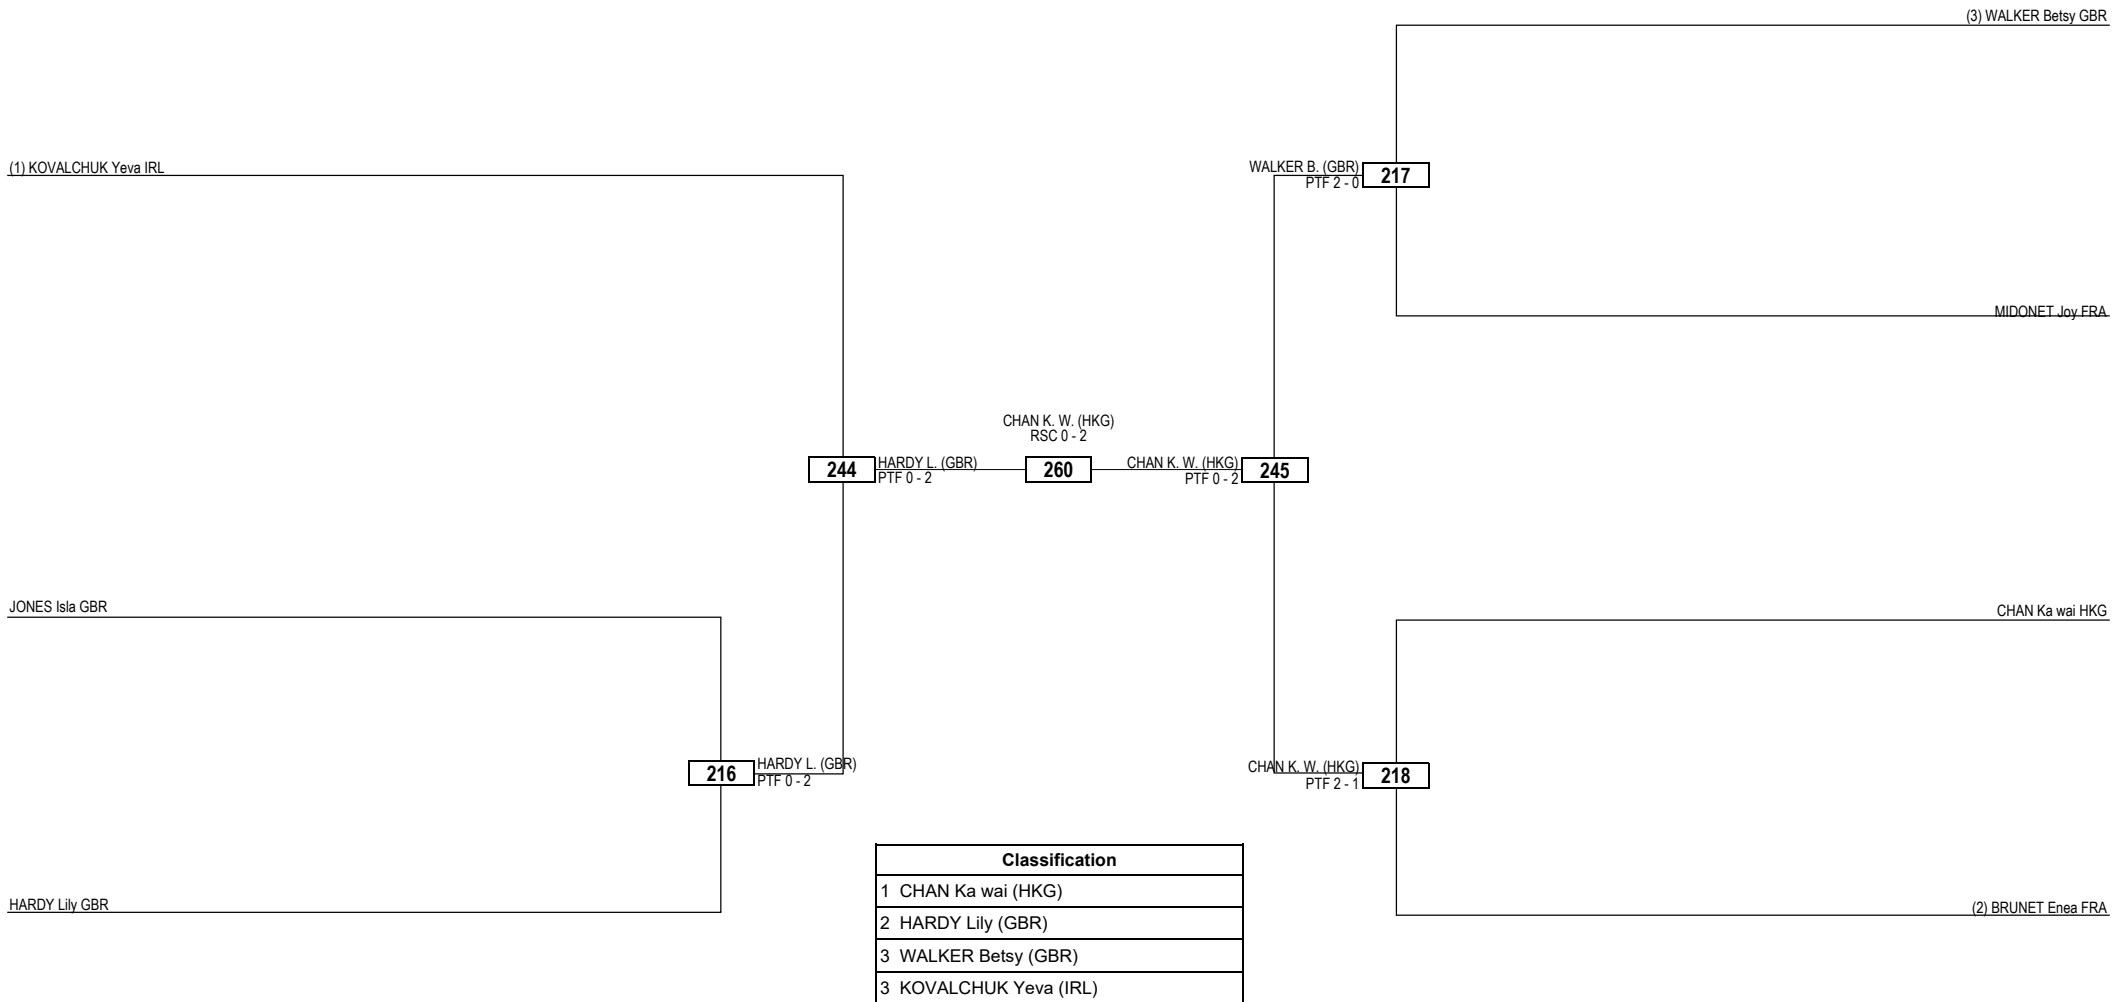 (3) WALKER Betsy GBR
(1) KOVALCHUK Yeva IRL
WALKER B. (GBR)
PTF 2 - 0
217
MIDONET Joy FRA
CHAN K. W. (HKG)
RSC 0 - 2
244
HARDY L. (GBR)
PTF 0 - 2
260
CHAN K. W. (HKG)
PTF 0 - 2
245
JONES Isla GBR
CHAN Ka wai HKG
216
HARDY L. (GBR)
PTF 0 - 2
CHAN K. W. (HKG)
PTF 2 - 1
218
HARDY Lily GBR
(2) BRUNET Enea FRA
Classification
1 CHAN Ka wai (HKG)
2 HARDY Lily (GBR)
3 WALKER Betsy (GBR)
3 KOVALCHUK Yeva (IRL)